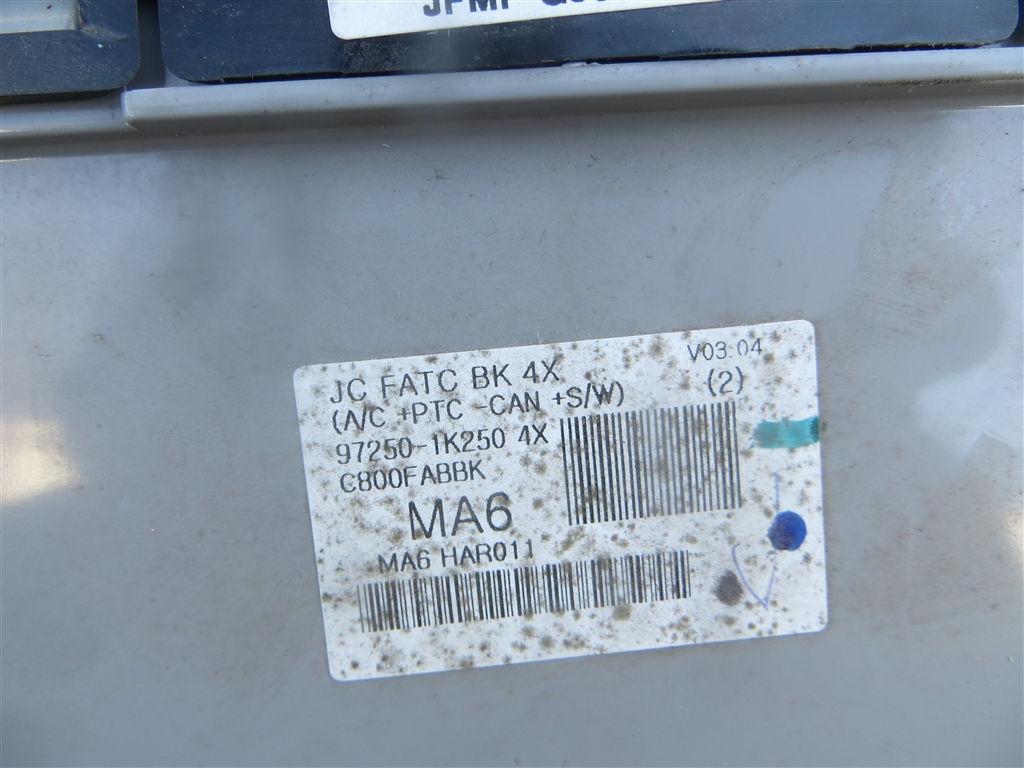 JC FATC BK 4X
V03.04
(A/C +PTC -CAN +S/W)
(2)
97250-1K250 4X
C800FABBK
MA6
MA6 HAR011